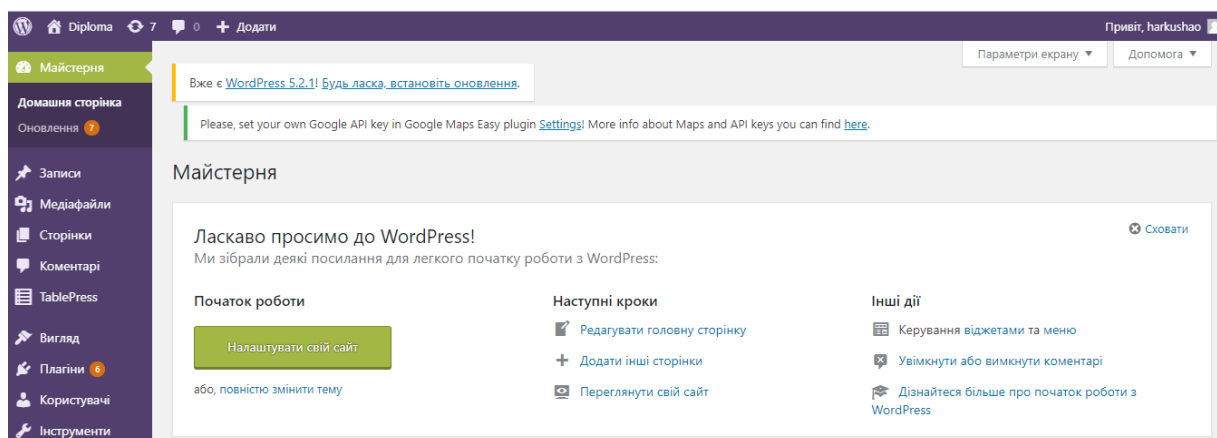 Diploma 7 0 Додати Привіт, harkushao
Параметри екрану Допомога
Майстерня
Домашня сторінка
Оновлення 7
Записи
Медіафайли
Сторінки
Коментарі
TablePress
Вигляд
Плагіни 6
Користувачі
Інструменти
Вже є WordPress 5.2.1! Будь ласка, встановіть оновлення.
Please, set your own Google API key in Google Maps Easy plugin Settings! More info about Maps and API keys you can find here.
Майстерня
Ласкаво просимо до WordPress!
Сховати
Ми зібрали деякі посилання для легкого початку роботи з WordPress:
Початок роботи
Налаштувати свій сайт
або, повністю змінити тему
Наступні кроки
Редагувати головну сторінку
Додати інші сторінки
Переглянути свій сайт
Інші дії
Керування віджетами та меню
Увімкнути або вимкнути коментарі
Дізнайтеся більше про початок роботи з
WordPress